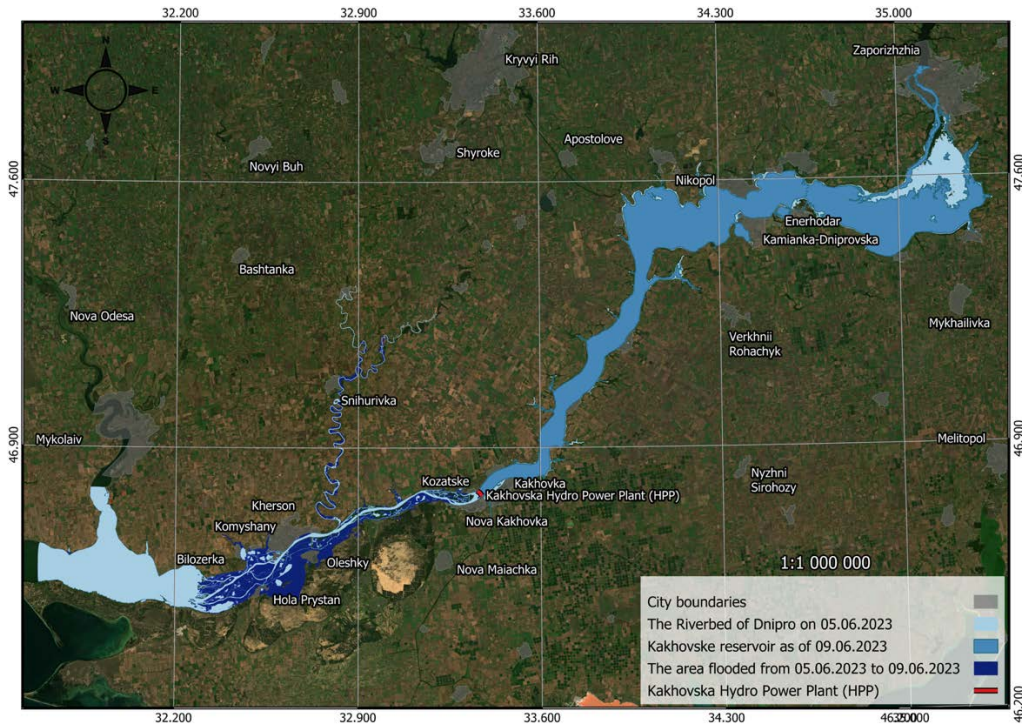 32.200 32.900 33.600 34.300 35.000
N
W E
S
Zaporizhzhia
Kryvyi Rih
Apostolove
Shyroke
Novyi Buh
47.600 47.600
Nikopol
Enerhodar
Kamianka-Dniprovska
Bashtanka
Nova Odesa
Mykhailivka
Verkhnii
Rohachyk
Snihurivka
46.900 46.900
Mykolaiv
Melitopol
Nyzhni
Sirohozy
Kozatske
Kakhovka
Kakhovska Hydro Power Plant (HPP)
Kherson
Nova Kakhovka
Komyshany
Bilozerka
Oleshky
Nova Maiachka
1:1 000 000
Hola Prystan
City boundaries
The Riverbed of Dnipro on 05.06.2023
Kakhovske reservoir as of 09.06.2023
The area flooded from 05.06.2023 to 09.06.2023
Kakhovska Hydro Power Plant (HPP)
46.200
32.200 32.900 33.600 34.300